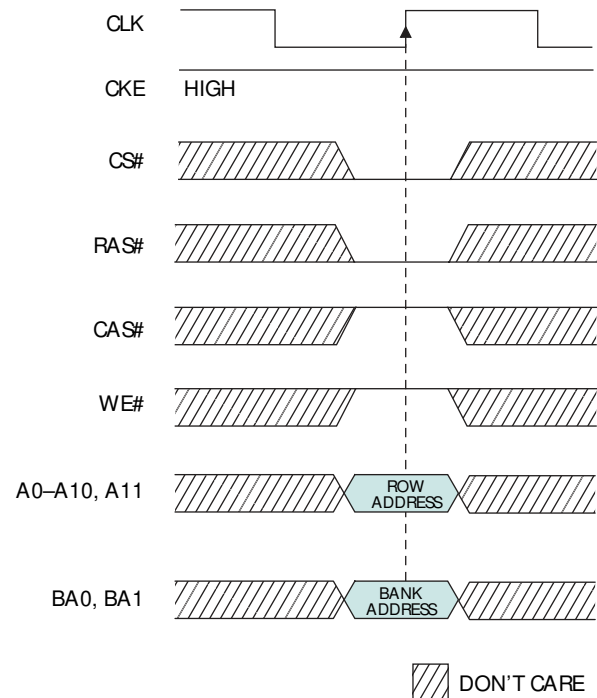 CLK
CKE HIGH
CS#
RAS#
CAS#
WE#
A0–A10, A11
ROW
ADDRESS
BA0, BA1
BANK
ADDRESS
DON'T CARE